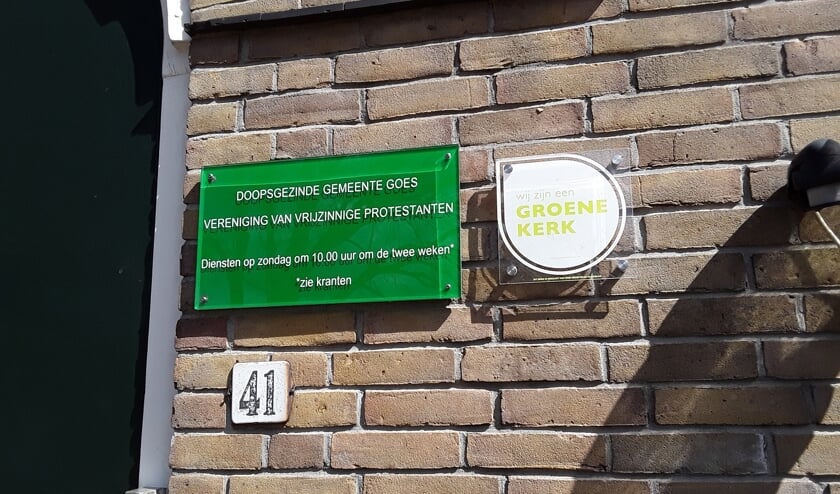 DOOPSGEZINDE GEMEENTE GOES
VERENIGING VAN VRIJZINNIGE PROTESTANTEN
Diensten op zondag om 10.00 uur om de twee weken*
*zie kranten
wij zijn een
GROENE
KERK
41